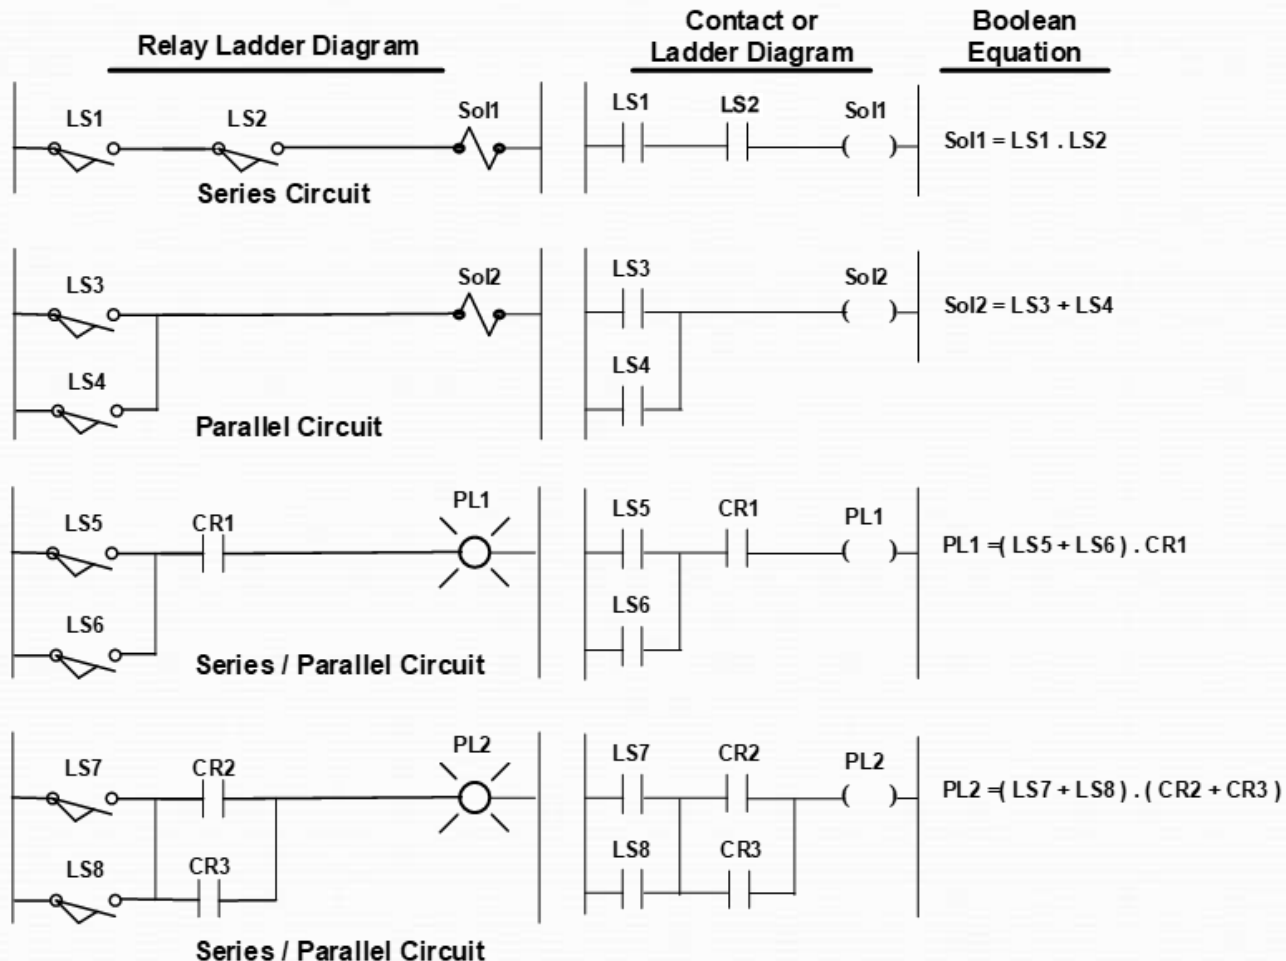 Relay Ladder Diagram
Contact or
Ladder Diagram
Boolean
Equation
LS1
LS2
Sol1
Series Circuit
LS1
LS2
Sol1
( )
Sol1 = LS1 . LS2
LS3
Sol2
LS4
Parallel Circuit
LS3
Sol2
( )
LS4
Sol2 = LS3 + LS4
LS5
CR1
PL1
LS6
Series / Parallel Circuit
LS5
CR1
PL1
( )
LS6
PL1 =( LS5 + LS6 ) . CR1
LS7
CR2
PL2
LS8
CR3
Series / Parallel Circuit
LS7
CR2
PL2
( )
LS8
CR3
PL2 =( LS7 + LS8 ) . ( CR2 + CR3 )